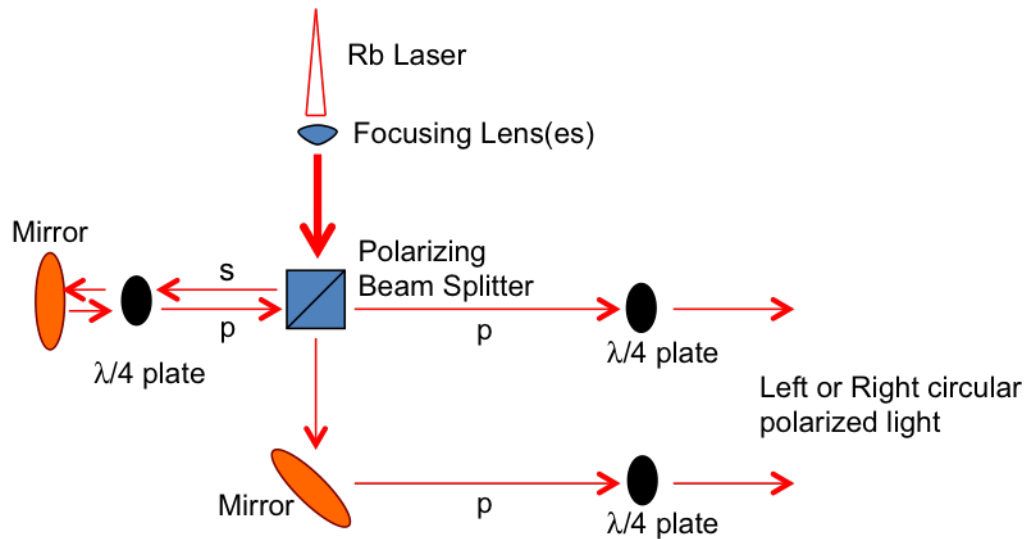 Rb Laser
Focusing Lens(es)
Mirror
s
Polarizing
Beam Splitter
p
p
λ/4 plate
λ/4 plate
Left or Right circular
polarized light
Mirror
p
λ/4 plate